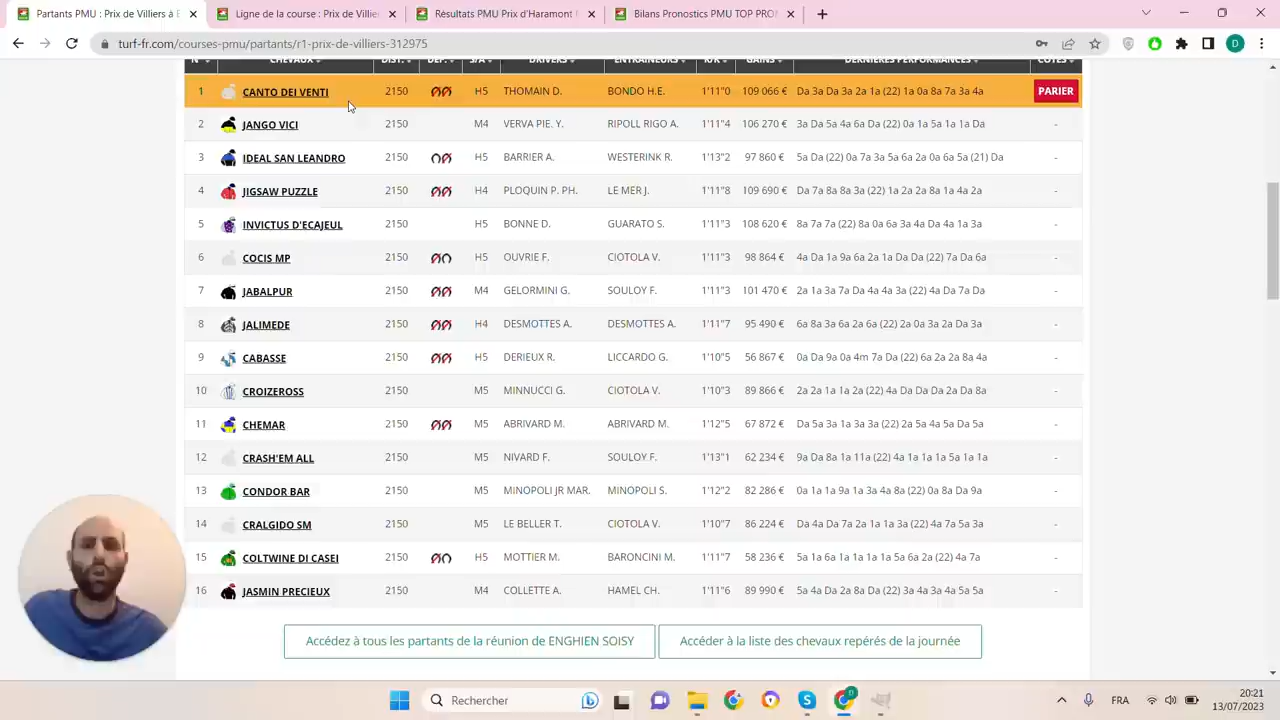 Partants PMU : Prix de Villiers à E
Ligne de la course : Prix de Villier
Résultats PMU Prix d'Haramont
Bilans Pronostics PMU TOP PRO
turf-fr.com/courses-pmu/partants/r1-prix-de-villiers-312975
D
N° CHEVAUX DIST. DEF. S/A DRIVERS ENTRAINEURS R/K GAINS DERNIÈRES PERFORMANCES COTES
1 CANTO DEI VENTI 2150 H5 THOMAIN D. BONDO H.E. 1'11"0 109 066 € Da 3a Da 3a 2a 1a (22) 1a 0a 8a 7a 3a 4a PARIER
2 JANGO VICI 2150 M4 VERVA PIE. Y. RIPOLL RIGO A. 1'11"4 106 270 € 3a Da 5a 4a 6a Da (22) 0a 1a 5a 1a 1a Da -
3 IDEAL SAN LEANDRO 2150 H5 BARRIER A. WESTERINK R. 1'13"2 97 860 € 5a Da (22) 0a 7a 3a 5a 6a 2a 8a 6a 5a (21) Da -
4 JIGSAW PUZZLE 2150 H4 PLOQUIN P. PH. LE MER J. 1'11"8 109 690 € Da 7a 8a 8a 3a (22) 1a 2a 2a 8a 1a 4a 2a -
5 INVICTUS D'ECAJEUL 2150 H5 BONNE D. GUARATO S. 1'11"3 108 620 € 8a 7a 7a (22) 8a 0a 6a 3a 4a Da 4a 1a 3a -
6 COCIS MP 2150 H5 OUVRIE F. CIOTOLA V. 1'11"3 98 864 € 4a Da 1a 9a 6a 2a 1a Da Da (22) 7a Da 6a -
7 JABALPUR 2150 M4 GELORMINI G. SOULOY F. 1'11"3 101 470 € 2a 1a 3a 7a Da 4a 4a 3a (22) 4a Da 7a Da -
8 JALIMEDE 2150 H4 DESMOTTES A. DESMOTTES A. 1'11"7 95 490 € 6a 8a 3a 6a 2a 6a (22) 2a 0a 3a 2a Da 3a -
9 CABASSE 2150 H5 DERIEUX R. LICCARDO G. 1'10"5 56 867 € 0a Da 9a 0a 4m 7a Da (22) 6a 2a 2a 8a 4a -
10 CROIZEROSS 2150 M5 MINNUCCI G. CIOTOLA V. 1'10"3 89 866 € 2a 2a 1a 1a 2a (22) 4a Da Da Da 2a Da 8a -
11 CHEMAR 2150 M5 ABRIVARD M. ABRIVARD M. 1'12"5 67 872 € Da 5a 3a 1a 3a 3a (22) 2a 5a 4a 5a Da 5a -
12 CRASH'EM ALL 2150 M5 NIVARD F. SOULOY F. 1'13"1 62 234 € 9a Da 8a 1a 11a (22) 4a 1a 1a 1a 5a 1a 1a -
13 CONDOR BAR 2150 M5 MINOPOLI JR MAR. MINOPOLI S. 1'12"2 82 286 € 0a 1a 1a 9a 1a 3a 4a 8a (22) 0a 8a Da 9a -
14 CRALGIDO SM 2150 M5 LE BELLER T. CIOTOLA V. 1'10"7 86 224 € Da 4a Da 7a 2a 1a 1a 3a (22) 4a 7a 5a 3a -
15 COLTWINE DI CASEI 2150 H5 MOTTIER M. BARONCINI M. 1'11"7 58 236 € 5a 1a 6a 1a 1a 1a 1a 5a 6a 2a (22) 4a 7a -
16 JASMIN PRECIEUX M4 2150 COLLETTE A. HAMEL CH. 1'11"6 89 990 € 5a 4a Da 2a 8a Da (22) 3a 4a 3a 4a 5a 5a -
Accédez à tous les partants de la réunion de ENGHIEN SOISY
Accéder à la liste des chevaux repérés de la journée
Rechercher
FRA
20:21
13/07/2023